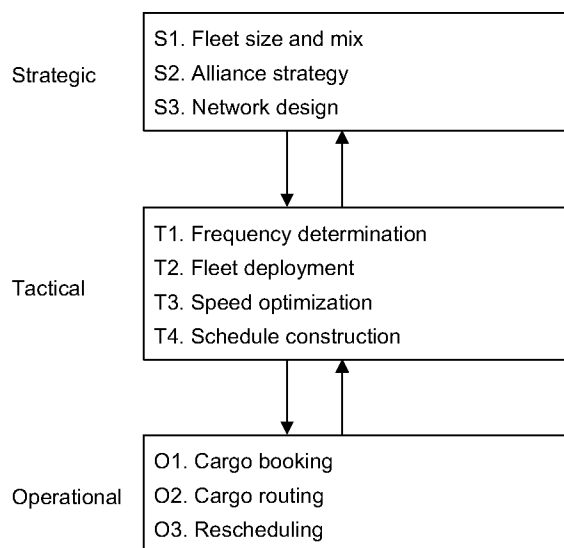 Strategic
S1. Fleet size and mix
S2. Alliance strategy
S3. Network design
Tactical
T1. Frequency determination
T2. Fleet deployment
T3. Speed optimization
T4. Schedule construction
Operational
O1. Cargo booking
O2. Cargo routing
O3. Rescheduling